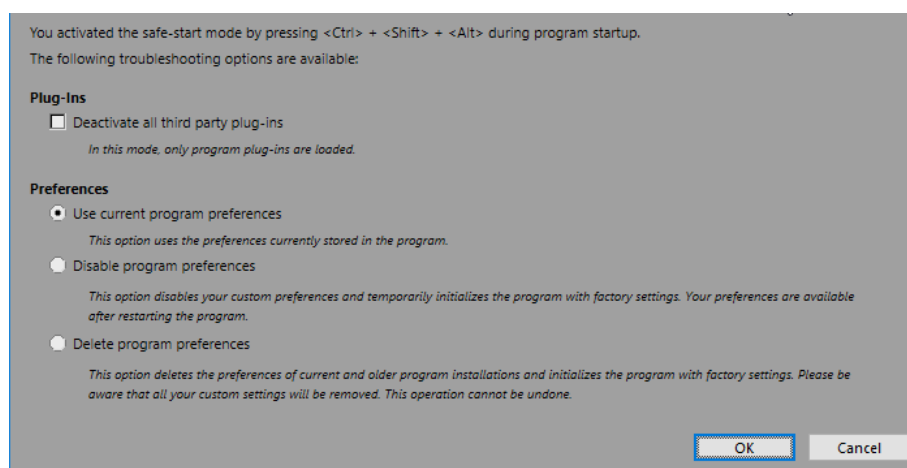 You activated the safe-start mode by pressing <Ctrl> + <Shift> + <Alt> during program startup.
The following troubleshooting options are available:
Plug-Ins
Deactivate all third party plug-ins
In this mode, only program plug-ins are loaded.
Preferences
Use current program preferences
This option uses the preferences currently stored in the program.
Disable program preferences
This option disables your custom preferences and temporarily initializes the program with factory settings. Your preferences are available
after restarting the program.
Delete program preferences
This option deletes the preferences of current and older program installations and initializes the program with factory settings. Please be
aware that all your custom settings will be removed. This operation cannot be undone.
OK Cancel